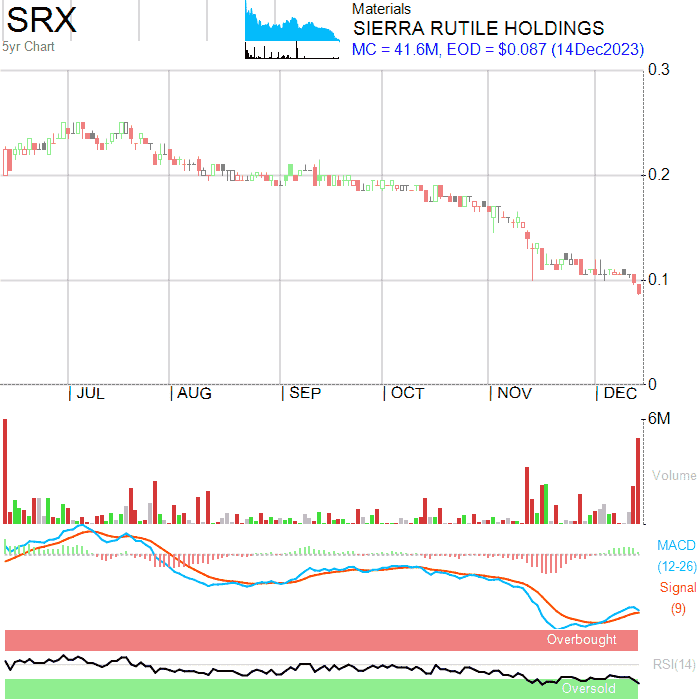 SRX
5yr Chart
Materials
SIERRA RUTILE HOLDINGS
MC = 41.6M, EOD = $0.087 (14Dec2023)
0.3
0.2
0.1
0
JUL AUG SEP OCT NOV DEC
6M
Volume
MACD
(12-26)
Signal
(9)
Overbought
RSI(14)
Oversold